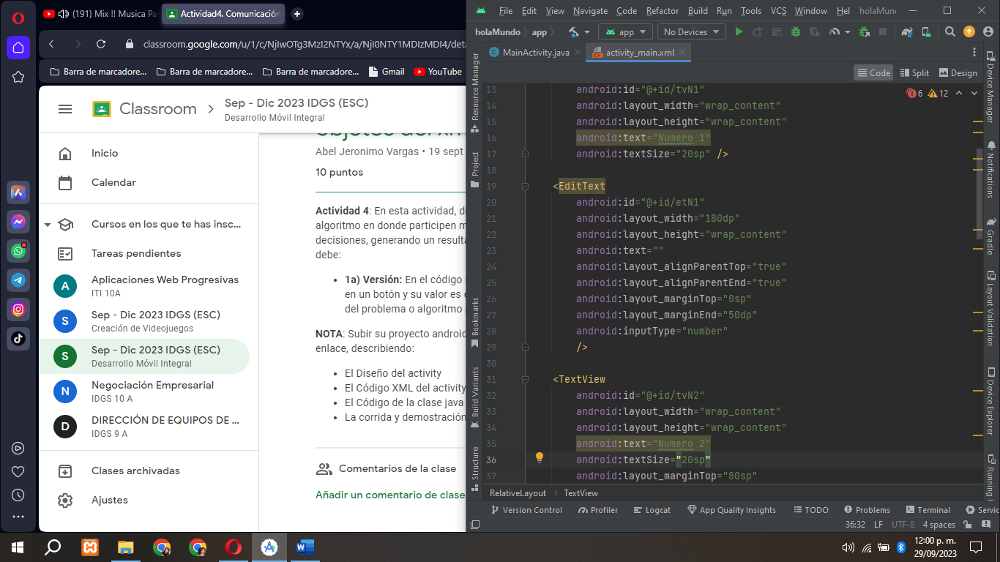 (191) Mix !! Musica Pa
Actividad4. Comunicación
classroom.google.com/u/1/c/NjIwOTg3MzI2NTYx/a/NjI0NTY1MDIzMDI4/deta
Barra de marcadore...
Barra de marcadore...
Barra de marcadore...
Gmail
YouTube
Classroom
Sep - Dic 2023 IDGS (ESC)
Desarrollo Móvil Integral
Inicio
Calendar
Cursos en los que te has insc...
Tareas pendientes
A
Aplicaciones Web Progresivas
ITI 10A
S
Sep - Dic 2023 IDGS (ESC)
Creación de Videojuegos
S
Sep - Dic 2023 IDGS (ESC)
Desarrollo Móvil Integral
N
Negociación Empresarial
IDGS 10 A
D
DIRECCIÓN DE EQUIPOS DE ...
IDGS 9 A
Clases archivadas
Ajustes
Abel Jeronimo Vargas • 19 sept
10 puntos
Actividad 4: En esta actividad, d
algoritmo en donde participen m
decisiones, generando un resulta
debe:
1a) Versión: En el código
en un botón y su valor es e
del problema o algoritmo
NOTA: Subir su proyecto android
enlace, describiendo:
El Diseño del activity
El Código XML del activity
El Código de la clase java
La corrida y demostración
Comentarios de la clase
Añadir un comentario de clase
File Edit View Navigate Code Refactor Build Run Tools VCS Window Hel holaMun
holaMundo app
app
No Devices
MainActivity.java
activity_main.xml
Code
Split
Design
6 12
13 android:id="@+id/tvN1"
14 android:layout_width="wrap_content"
15 android:layout_height="wrap_content"
16 android:text="Numero 1"
17 android:textSize="20sp" />
18
19 <EditText
20 android:id="@+id/etN1"
21 android:layout_width="180dp"
22 android:layout_height="wrap_content"
23 android:text=""
24 android:layout_alignParentTop="true"
25 android:layout_alignParentEnd="true"
26 android:layout_marginTop="0sp"
27 android:layout_marginEnd="50dp"
28 android:inputType="number"
29 />
30
31 <TextView
32 android:id="@+id/tvN2"
33 android:layout_width="wrap_content"
34 android:layout_height="wrap_content"
35 android:text="Numero 2"
36 android:textSize="20sp"
37 android:layout_marginTop="80sp"
Resource Manager
Project
Bookmarks
Build Variants
Structure
Device Manager
Notifications
Gradle
Layout Validation
Device Explorer
Running
RelativeLayout
TextView
Version Control
Profiler
Logcat
App Quality Insights
TODO
Problems
Terminal
Servic
36:32
LF
UTF-8
4 spaces
12:00 p. m.
29/09/2023